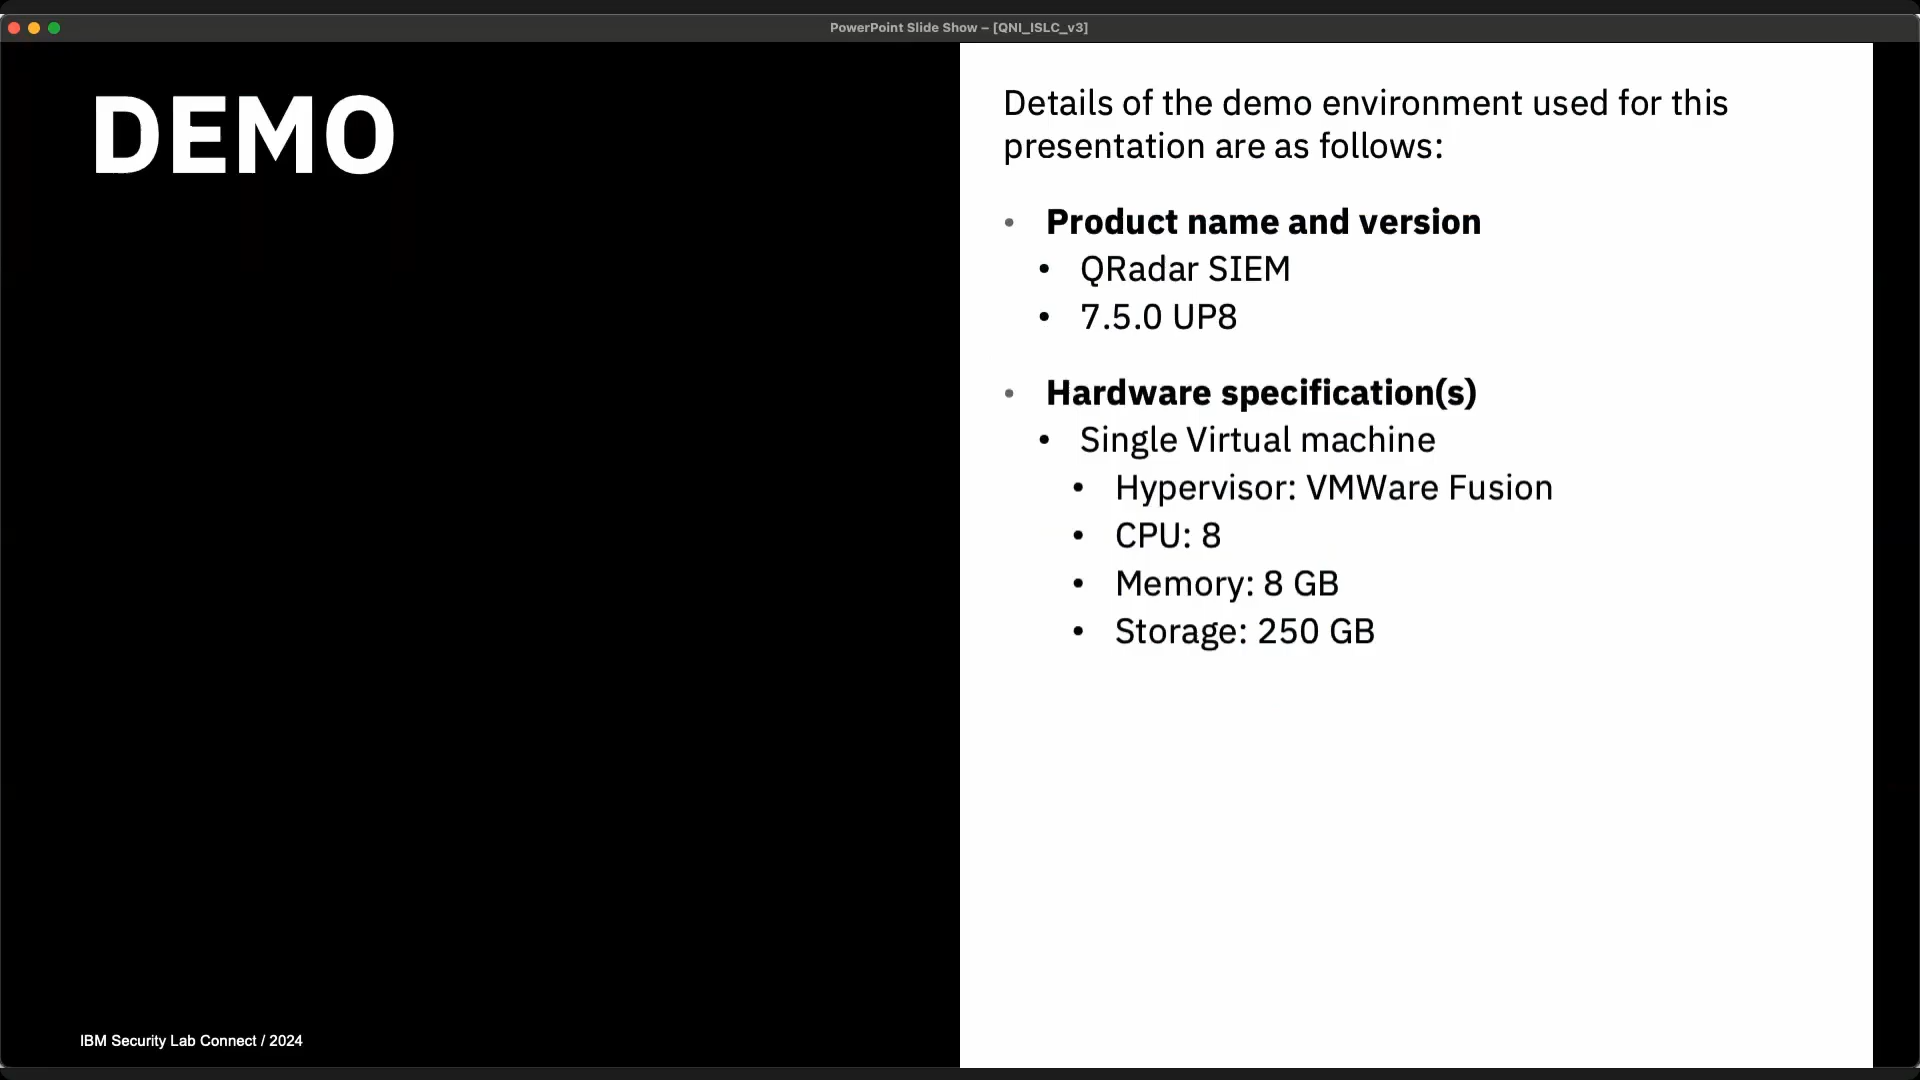 PowerPoint Slide Show – [QNI_ISLC_v3]
DEMO
Details of the demo environment used for this
presentation are as follows:
• Product name and version
• QRadar SIEM
• 7.5.0 UP8
• Hardware specification(s)
• Single Virtual machine
• Hypervisor: VMWare Fusion
• CPU: 8
• Memory: 8 GB
• Storage: 250 GB
IBM Security Lab Connect / 2024